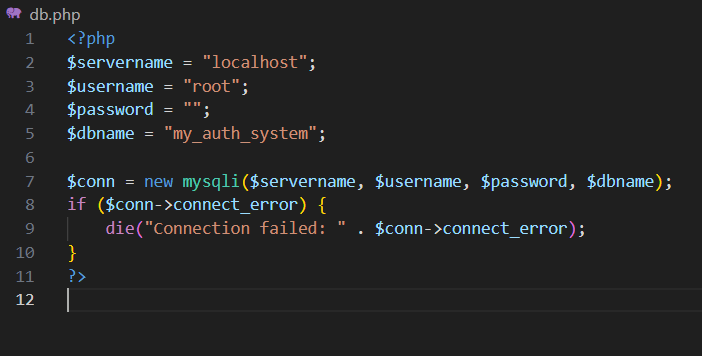 db.php
1 <?php
2 $servername = "localhost";
3 $username = "root";
4 $password = "";
5 $dbname = "my_auth_system";
6
7 $conn = new mysqli($servername, $username, $password, $dbname);
8 if ($conn->connect_error) {
9     die("Connection failed: " . $conn->connect_error);
10 }
11 ?>
12